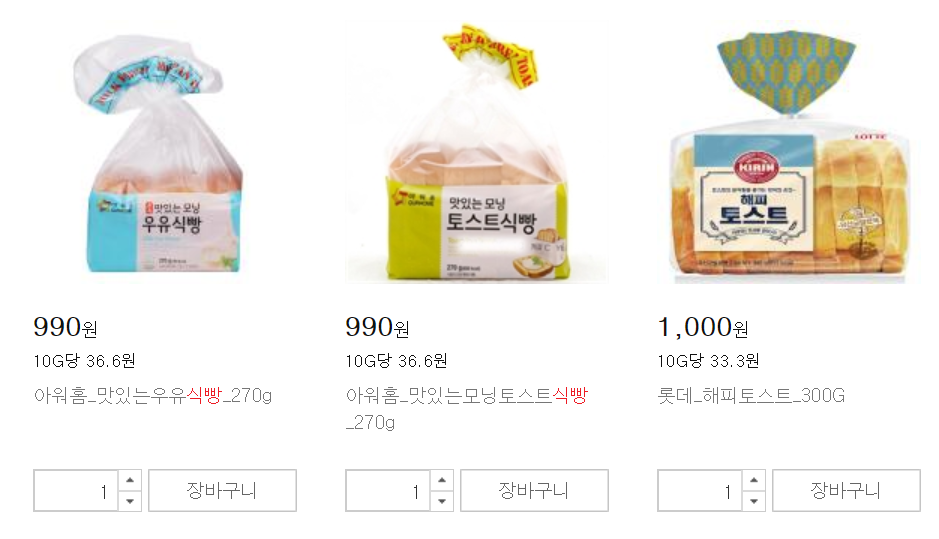 맛있는 모닝
우유식빵
OURHOME
맛있는 모닝
토스트식빵
270 g
LOTTE
KIRIN
해피
토스트
990원
10G당 36.6원
아워홈_맛있는우유식빵_270g
1
장바구니
990원
10G당 36.6원
아워홈_맛있는모닝토스트식빵
_270g
1
장바구니
1,000원
10G당 33.3원
롯데_해피토스트_300G
1
장바구니